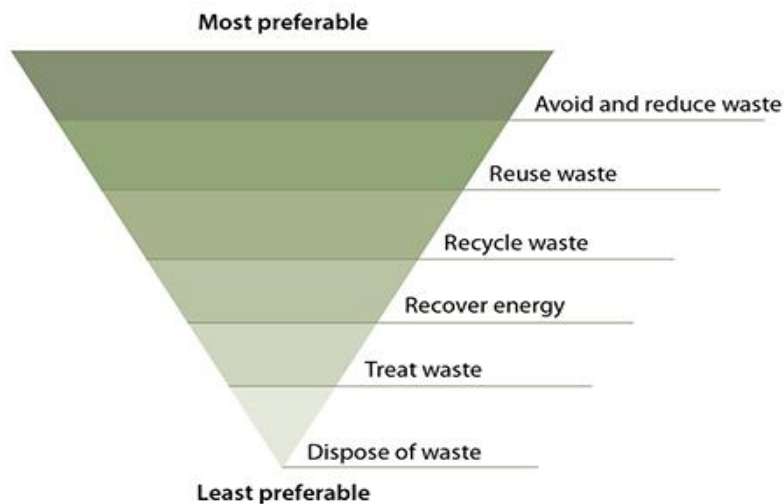 Most preferable
Avoid and reduce waste
Reuse waste
Recycle waste
Recover energy
Treat waste
Dispose of waste
Least preferable